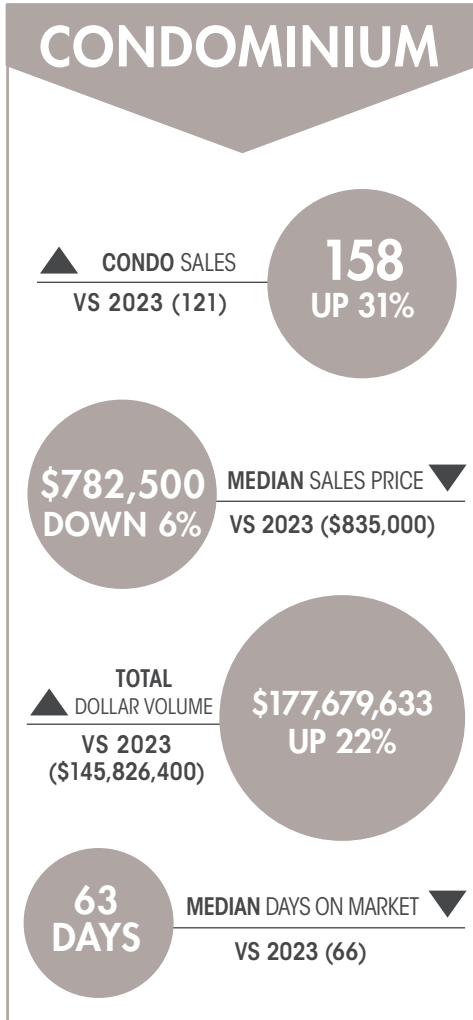 CONDOMINIUM
CONDO SALES
VS 2023 (121)
158
UP 31%
$782,500
DOWN 6%
MEDIAN SALES PRICE
VS 2023 ($835,000)
TOTAL
DOLLAR VOLUME
VS 2023
($145,826,400)
$177,679,633
UP 22%
63
DAYS
MEDIAN DAYS ON MARKET
VS 2023 (66)